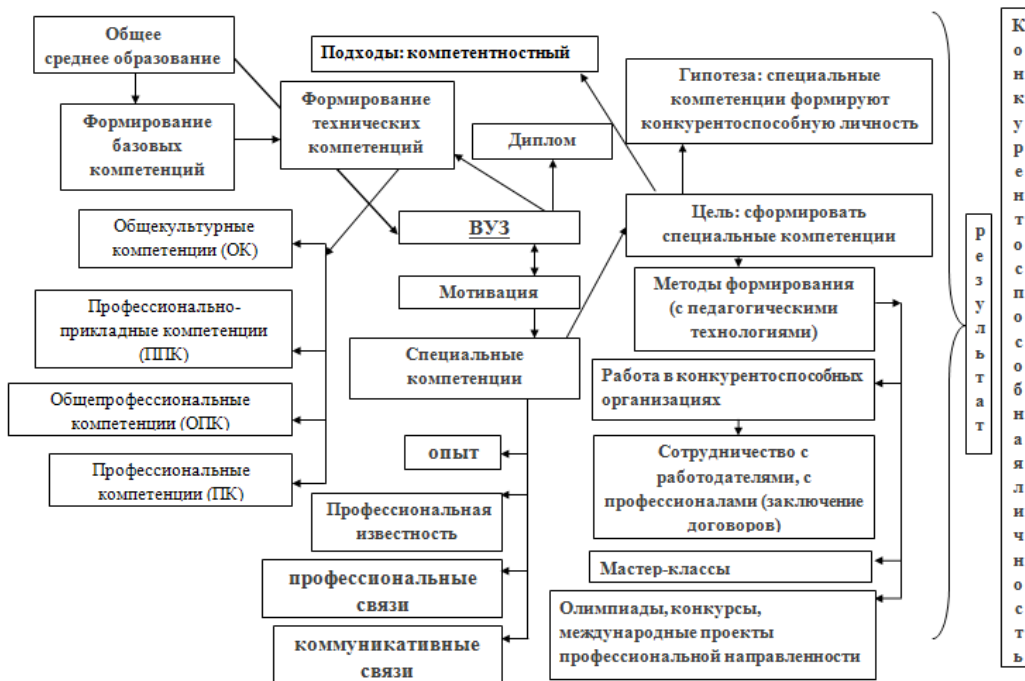 Общее
среднее образование
Формирование
базовых
компетенций
Формирование
технических
компетенций
Подходы: компетентностный
Диплом
Гипотеза: специальные
компетенции формируют
конкурентоспособную личность
ВУЗ
Мотивация
Специальные
компетенции
Цель: сформировать
специальные компетенции
Общекультурные
компетенции (ОК)
Профессионально-
прикладные компетенции
(ППК)
Общепрофессиональные
компетенции (ОПК)
Профессиональные
компетенции (ПК)
опыт
Профессиональная
известность
профессиональные
связи
коммуникативные
связи
Методы формирования
(с педагогическими
технологиями)
Работа в конкурентоспособных
организациях
Сотрудничество с
работодателями, с
профессионалами (заключение
договоров)
Мастер-классы
Олимпиады, конкурсы,
международные проекты
профессиональной направленности
результат
Конкурентоспособная личность